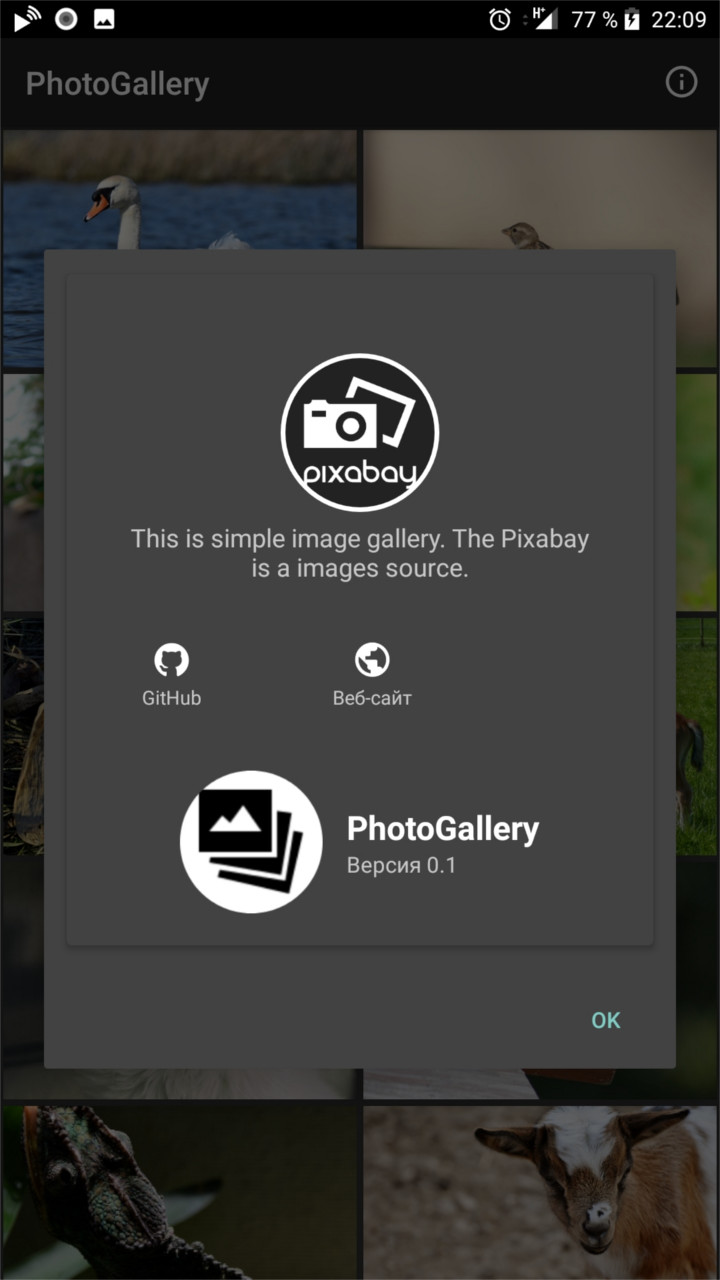 H+ 77 % 22:09
PhotoGallery
pixabay
This is simple image gallery. The Pixabay
is a images source.
GitHub
Веб-сайт
PhotoGallery
Версия 0.1
OK